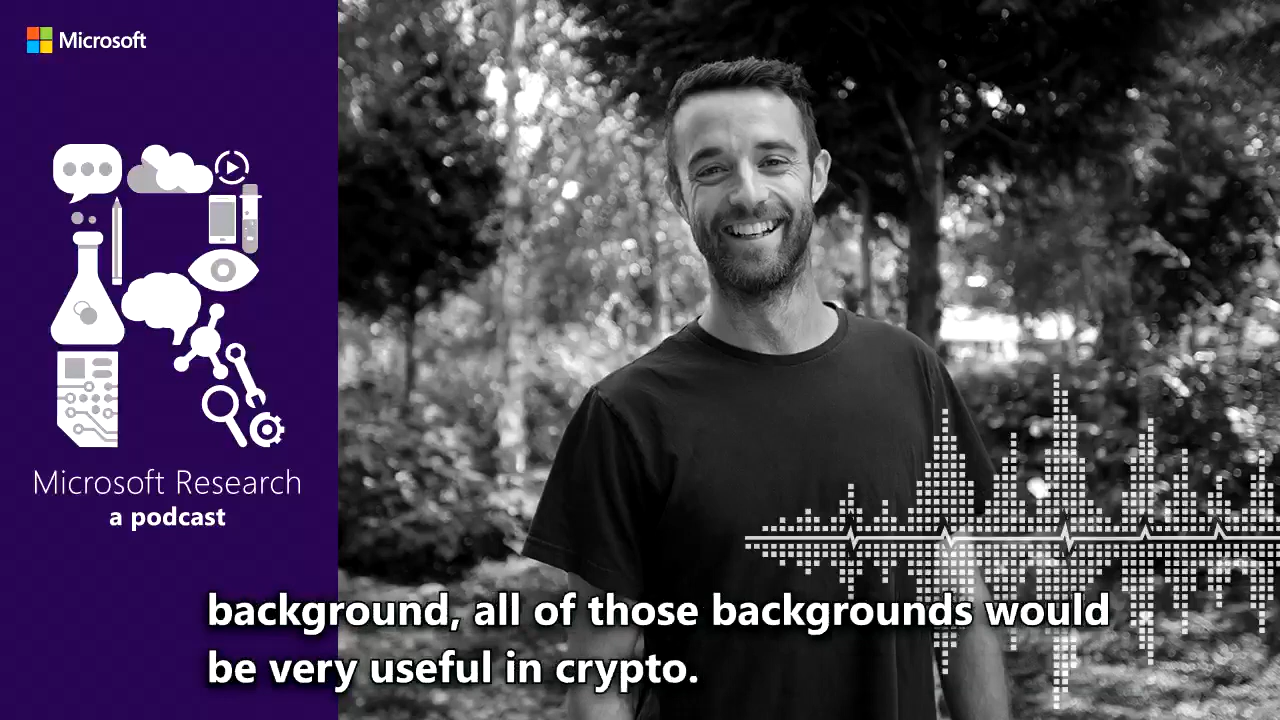 Microsoft
Microsoft Research
a podcast
background, all of those backgrounds would
be very useful in crypto.